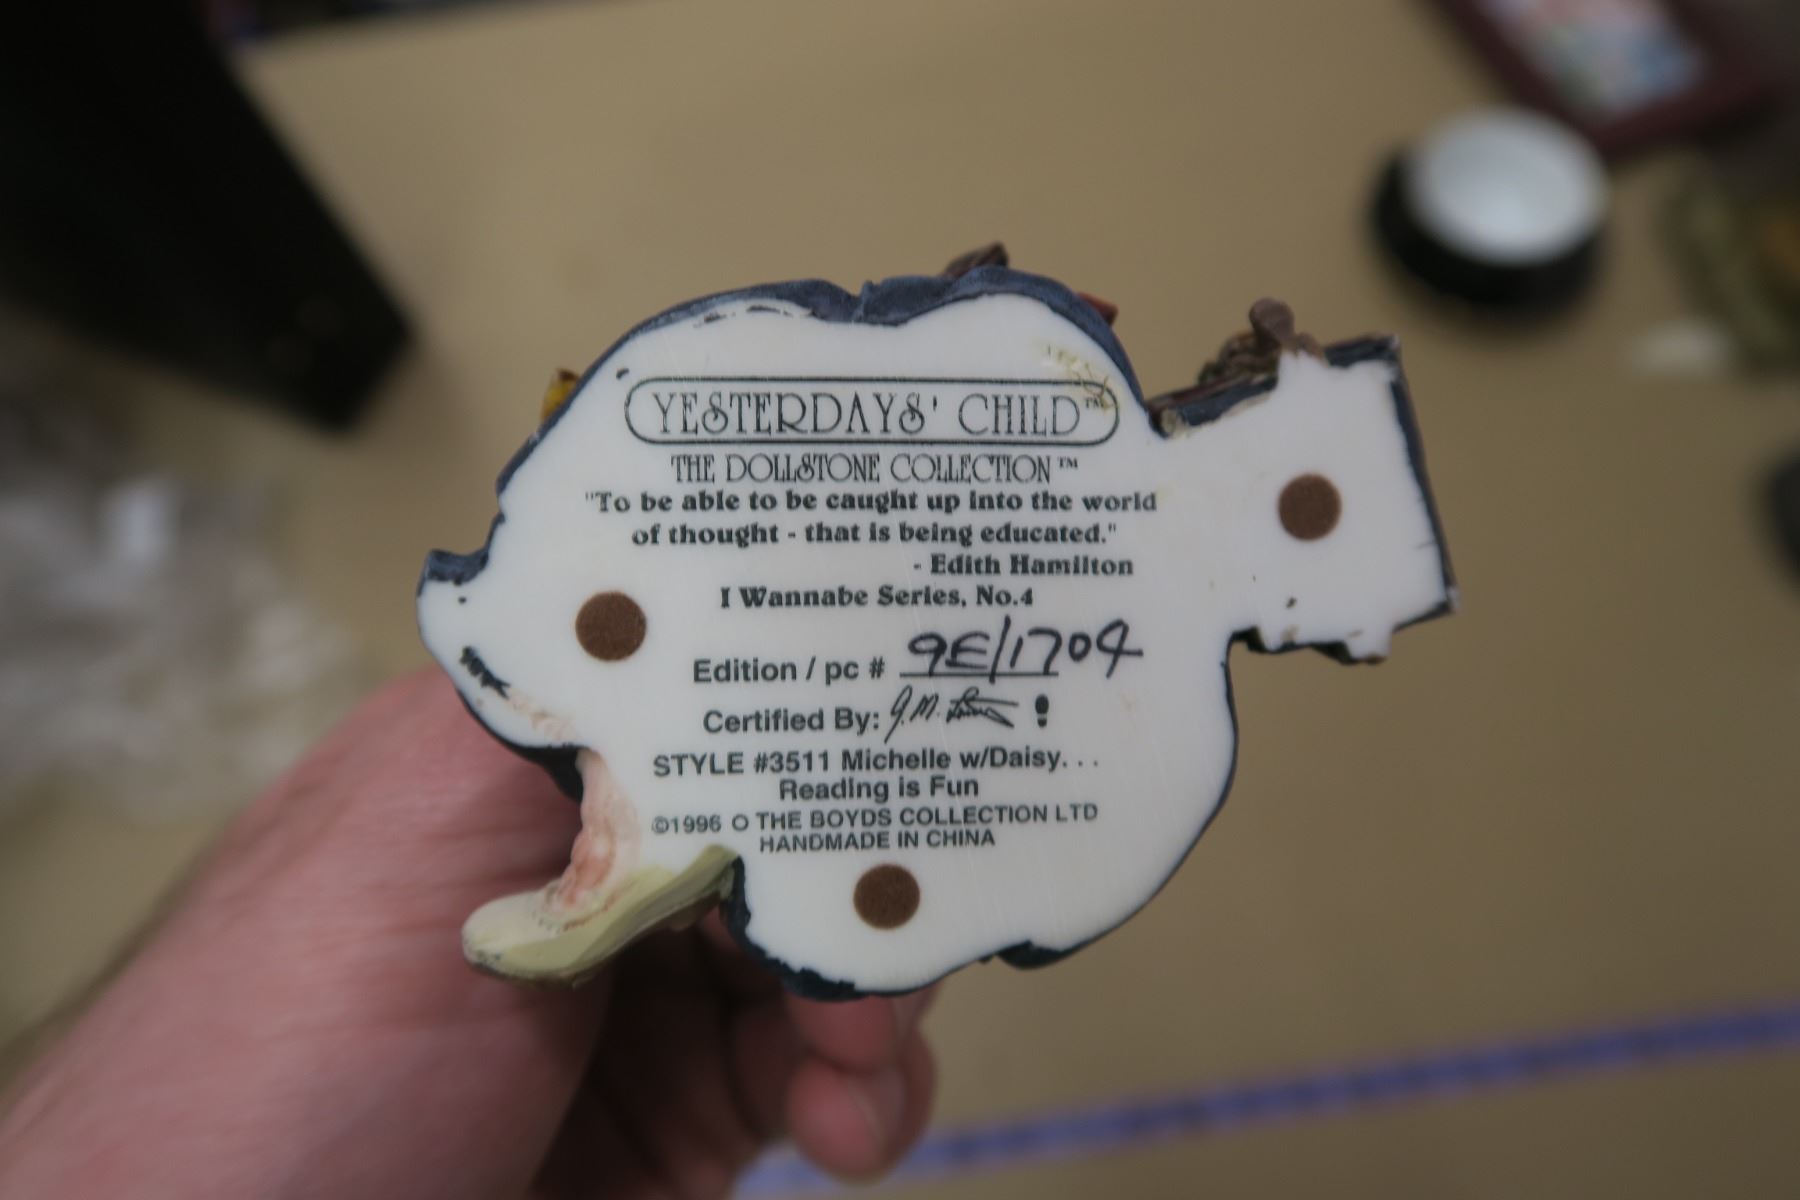 YESTERDAYS' CHILD™
THE DOLLSTONE COLLECTION™
"To be able to be caught up into the world
of thought - that is being educated."
- Edith Hamilton
I Wannabe Series, No.4
Edition / pc # 9E/1704
Certified By: G.M.
STYLE #3511 Michelle w/Daisy. . .
Reading is Fun
©1996 O THE BOYDS COLLECTION LTD
HANDMADE IN CHINA